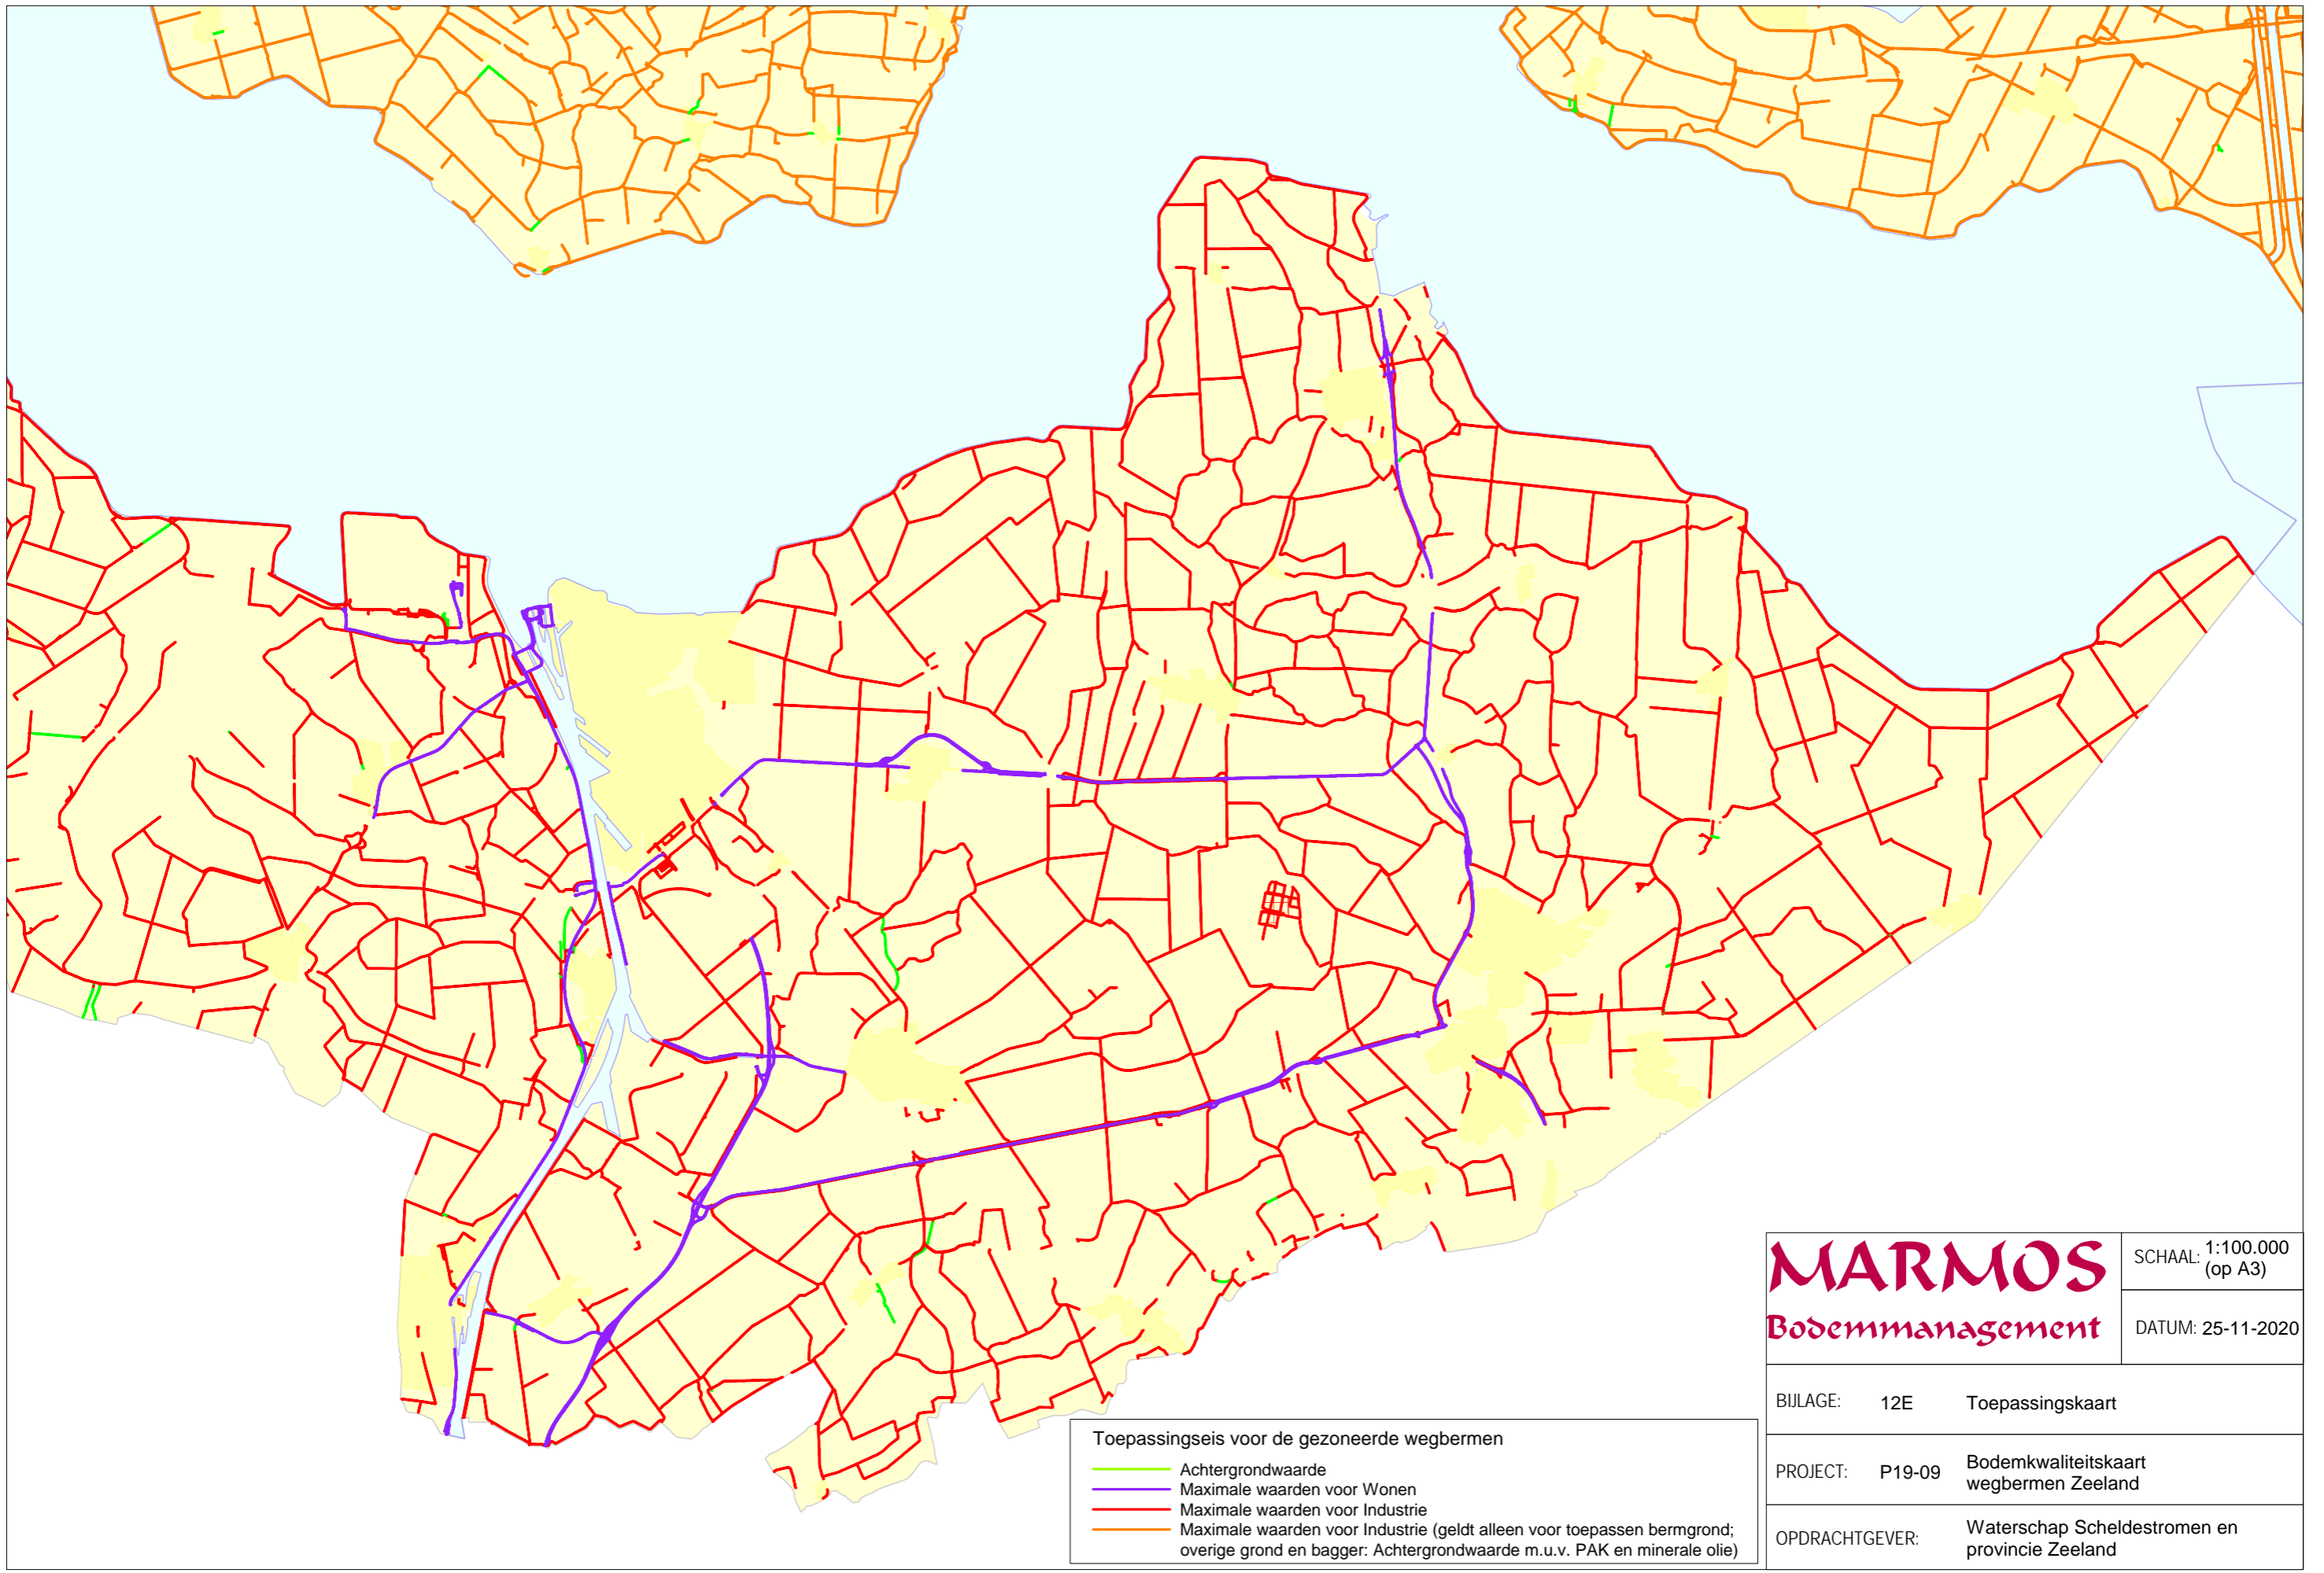 MARMOS
Bodemmanagement
SCHAAL: 1:100.000
(op A3)
DATUM: 25-11-2020
BIJLAGE: 12E Toepassingskaart
PROJECT: P19-09 Bodemkwaliteitskaart
wegbermen Zeeland
OPDRACHTGEVER: Waterschap Scheldestromen en
provincie Zeeland
Toepassingseis voor de gezoneerde wegbermen
Achtergrondwaarde
Maximale waarden voor Wonen
Maximale waarden voor Industrie
Maximale waarden voor Industrie (geldt alleen voor toepassen bermgrond;
overige grond en bagger: Achtergrondwaarde m.u.v. PAK en minerale olie)